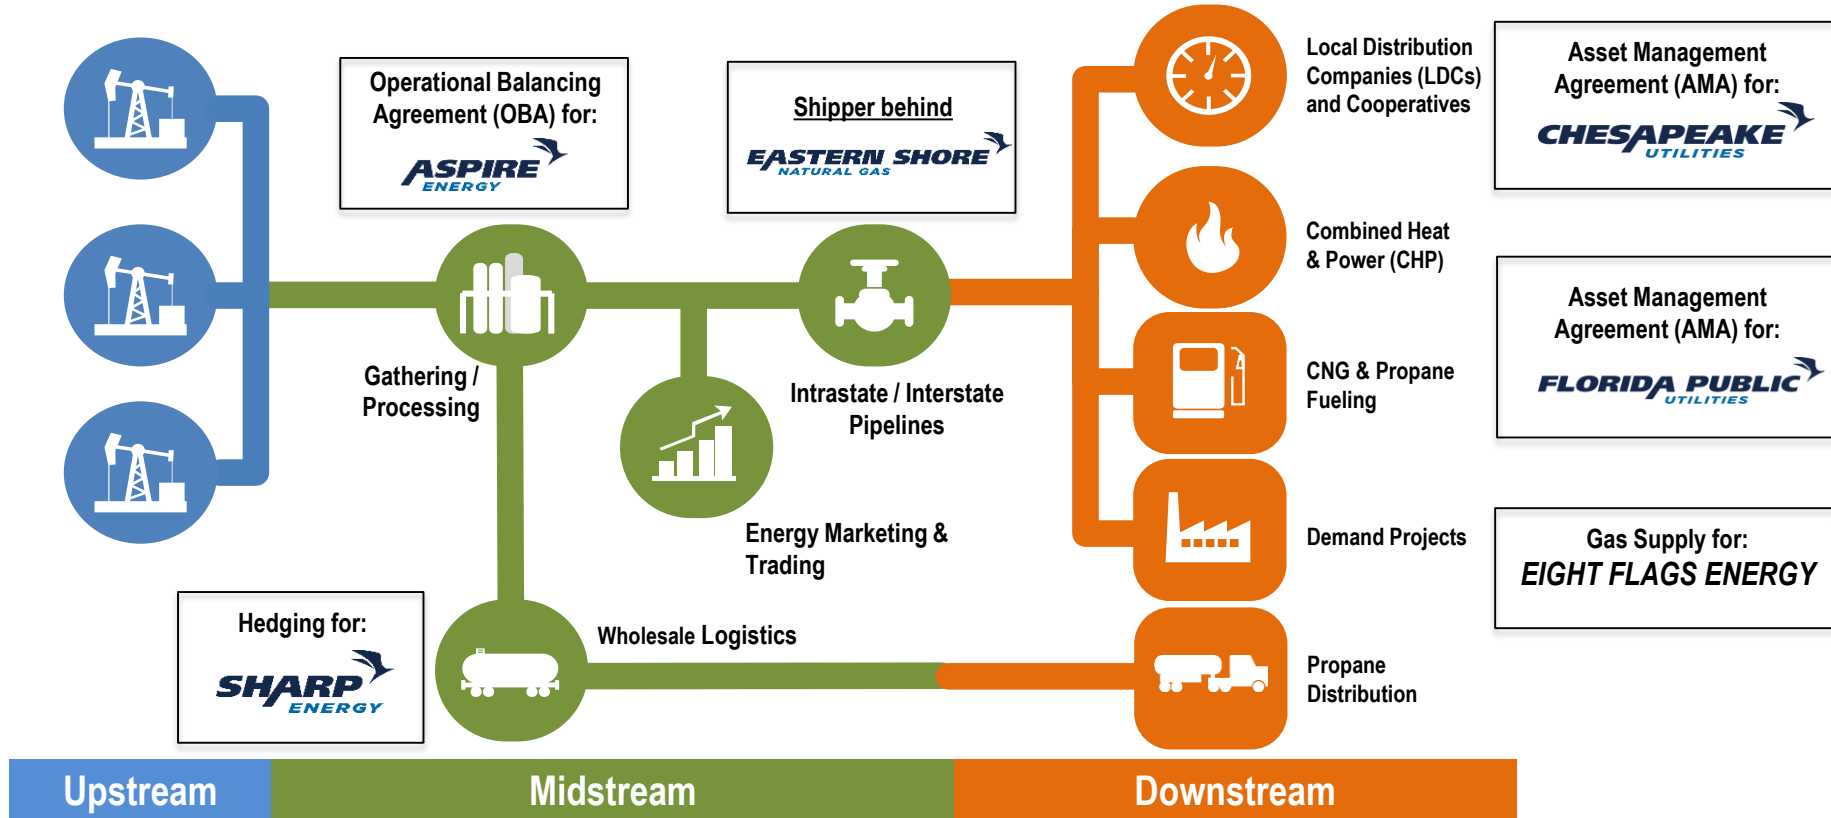 Operational Balancing
Agreement (OBA) for:
ASPIRE
ENERGY
Shipper behind
EASTERN SHORE
NATURAL GAS
Local Distribution
Companies (LDCs)
and Cooperatives
Asset Management
Agreement (AMA) for:
CHESAPEAKE
UTILITIES
Combined Heat
& Power (CHP)
Asset Management
Agreement (AMA) for:
FLORIDA PUBLIC
UTILITIES
Gathering /
Processing
Intrastate / Interstate
Pipelines
CNG & Propane
Fueling
Energy Marketing &
Trading
Demand Projects
Gas Supply for:
EIGHT FLAGS ENERGY
Hedging for:
SHARP
ENERGY
Wholesale Logistics
Propane
Distribution
Upstream
Midstream
Downstream